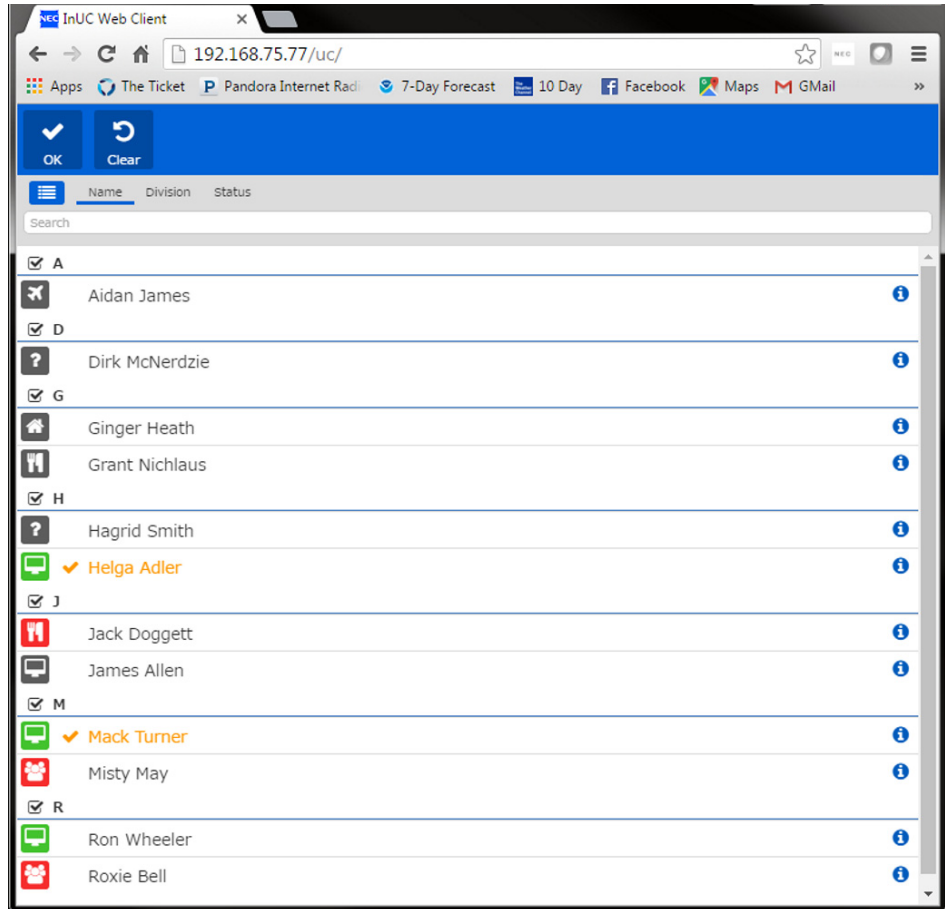 NEC InUC Web Client
192.168.75.77/uc/
NEC
Apps The Ticket P Pandora Internet Radi 7-Day Forecast 10 Day Facebook Maps GMail »
OK Clear
Name Division Status
Search
A
Aidan James
D
? Dirk McNerdzie
G
Ginger Heath
Grant Nichlaus
H
? Hagrid Smith
Helga Adler
J
Jack Doggett
James Allen
M
Mack Turner
Misty May
R
Ron Wheeler
Roxie Bell